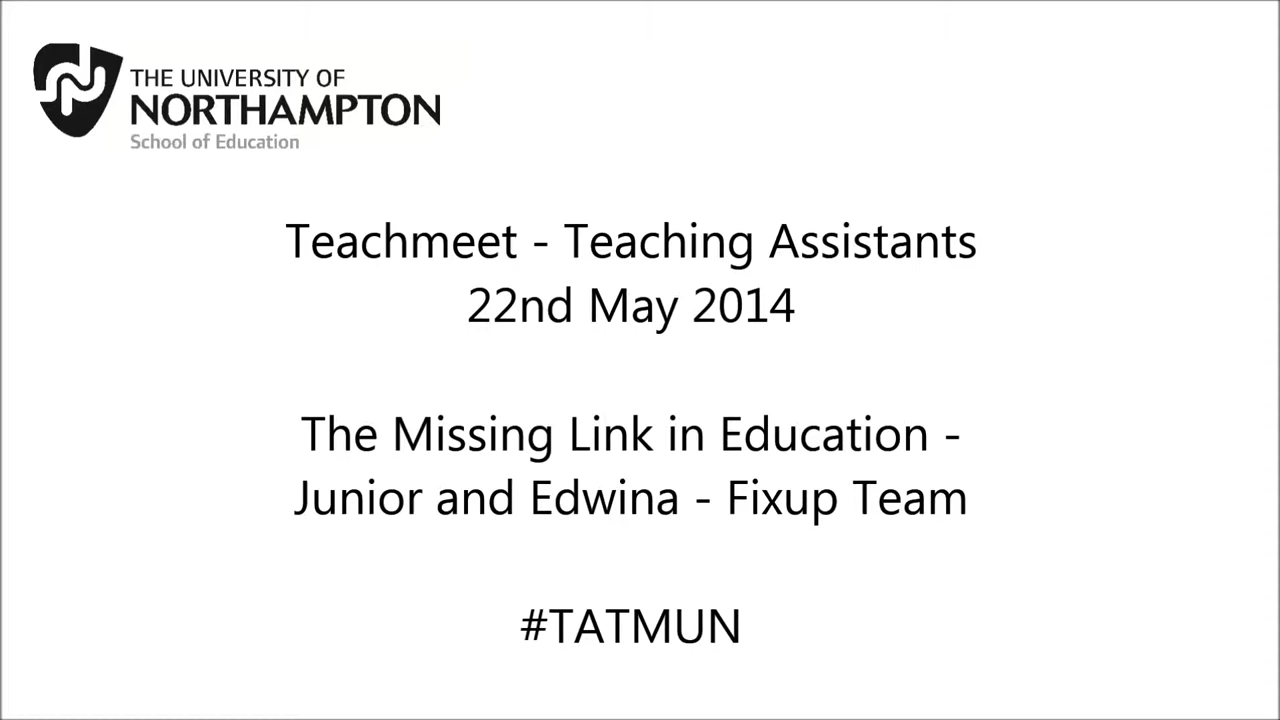 THE UNIVERSITY OF
NORTHAMPTON
School of Education
Teachmeet - Teaching Assistants
22nd May 2014
The Missing Link in Education -
Junior and Edwina - Fixup Team
#TATMUN